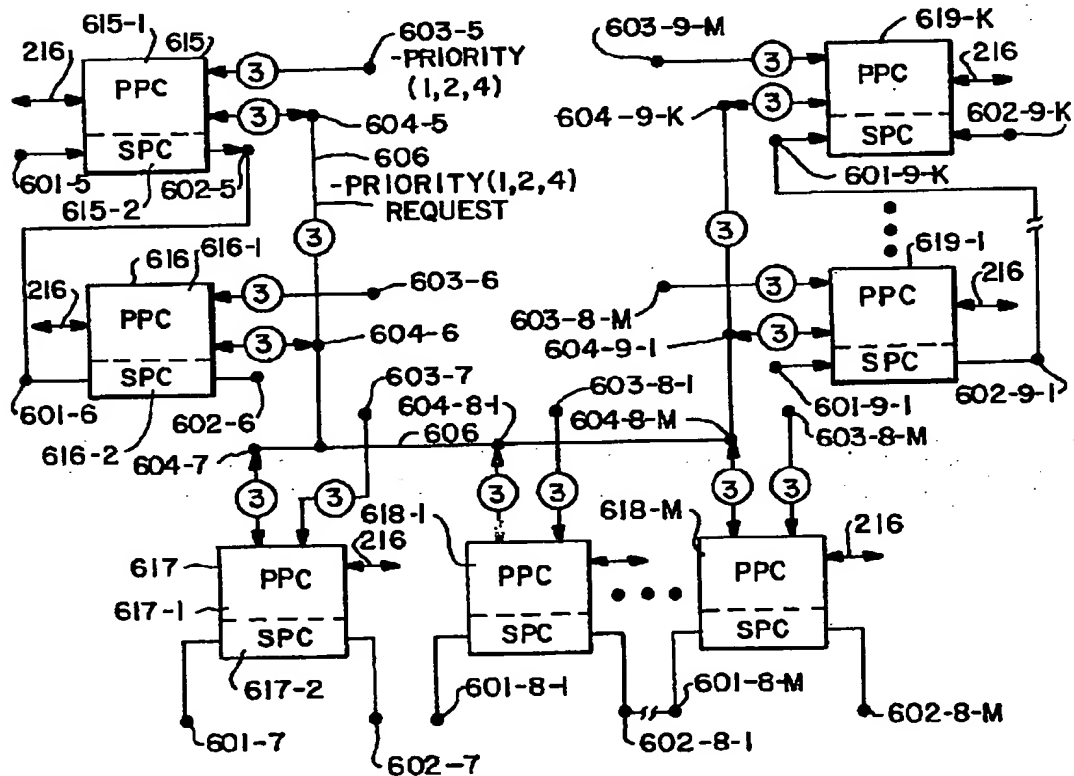 615-1
615
603-5
-PRIORITY
(1,2,4)
216
PPC
3
3
604-5
SPC
601-5
602-5
615-2
606
-PRIORITY(1,2,4)
REQUEST
3
616
616-1
216
PPC
3
603-6
3
604-6
SPC
601-6
602-6
616-2
603-9-M
619-K
3
PPC
216
604-9-K
3
602-9-K
SPC
601-9-K
3
619-1
3
PPC
216
603-8-M
604-9-1
3
SPC
601-9-1
602-9-1
603-7
604-8-1
603-8-1
604-8-M
603-8-M
604-7
606
3
3
3
3
3
3
617
PPC
216
617-1
SPC
617-2
601-7
602-7
618-1
PPC
SPC
601-8-1
602-8-1
618-M
PPC
216
SPC
601-8-M
602-8-M